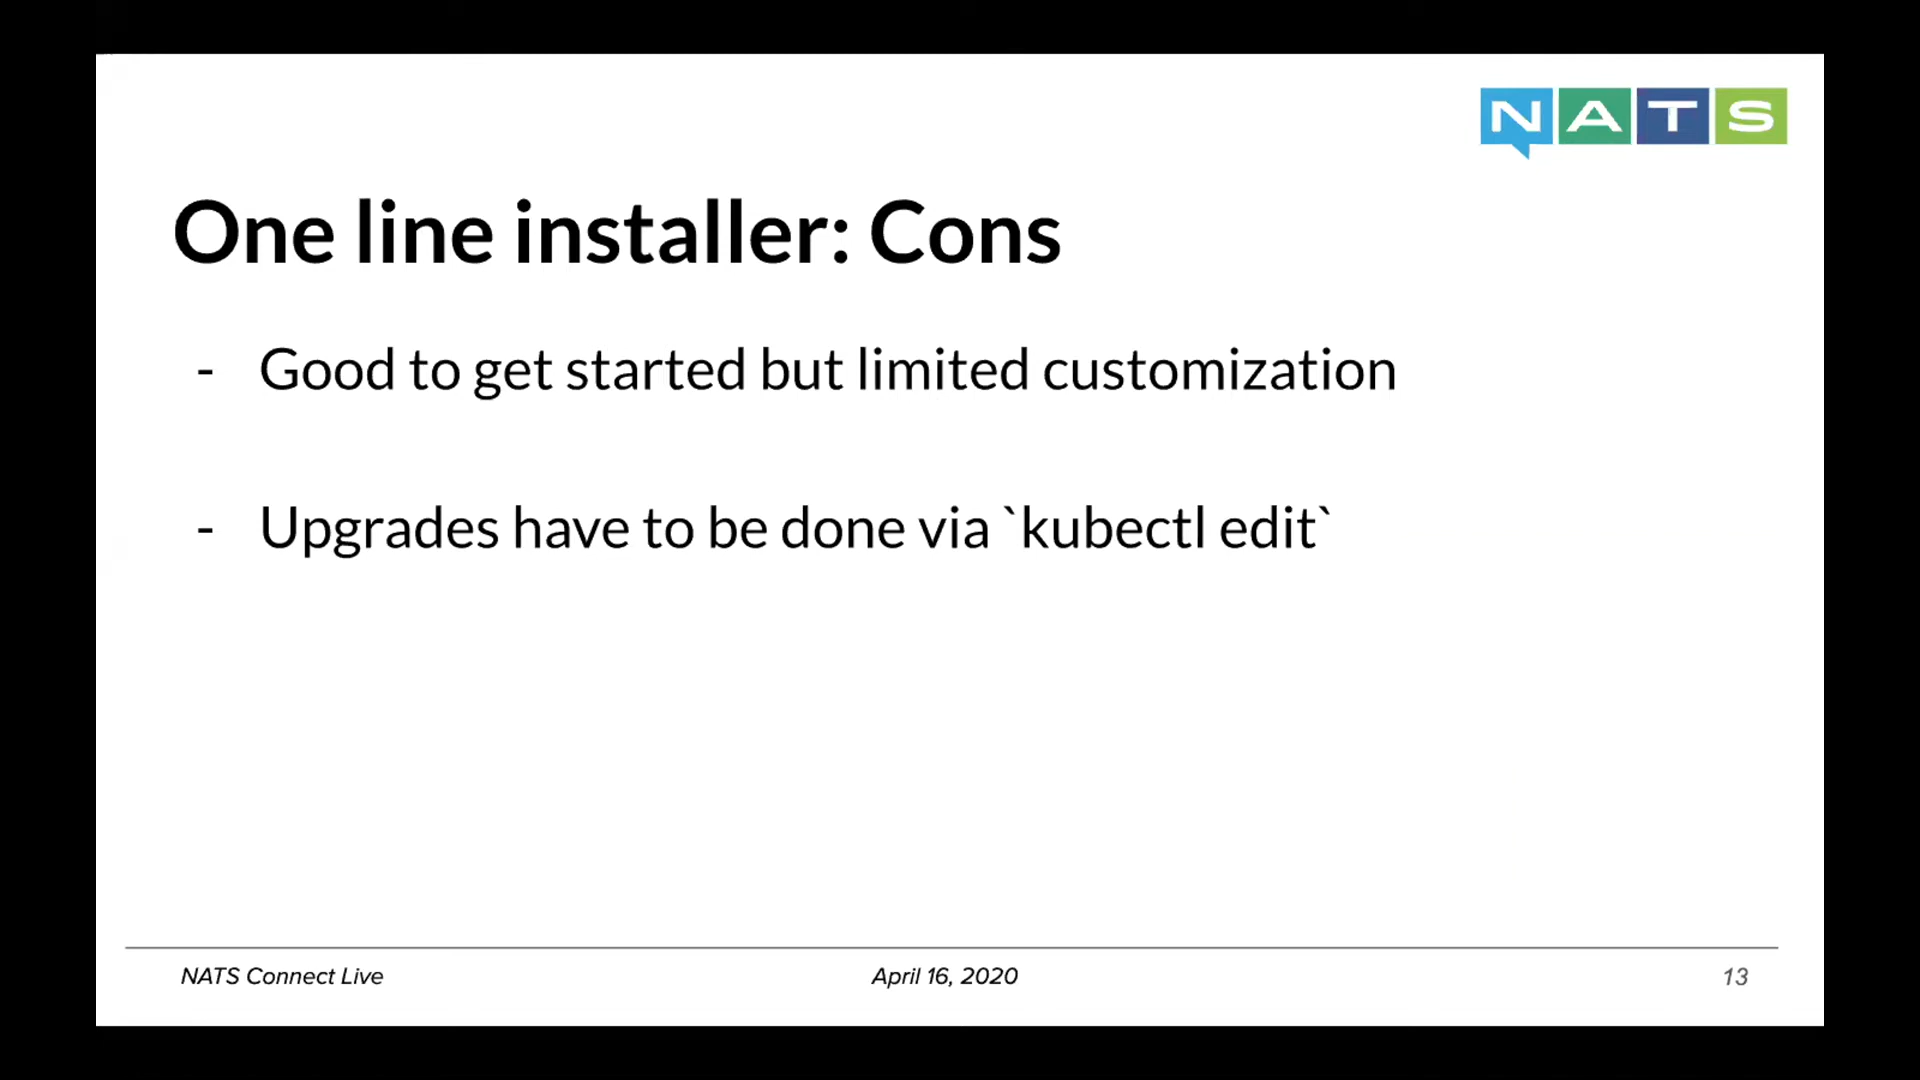 NATS
One line installer: Cons
- Good to get started but limited customization
- Upgrades have to be done via `kubectl edit`
NATS Connect Live
April 16, 2020
13